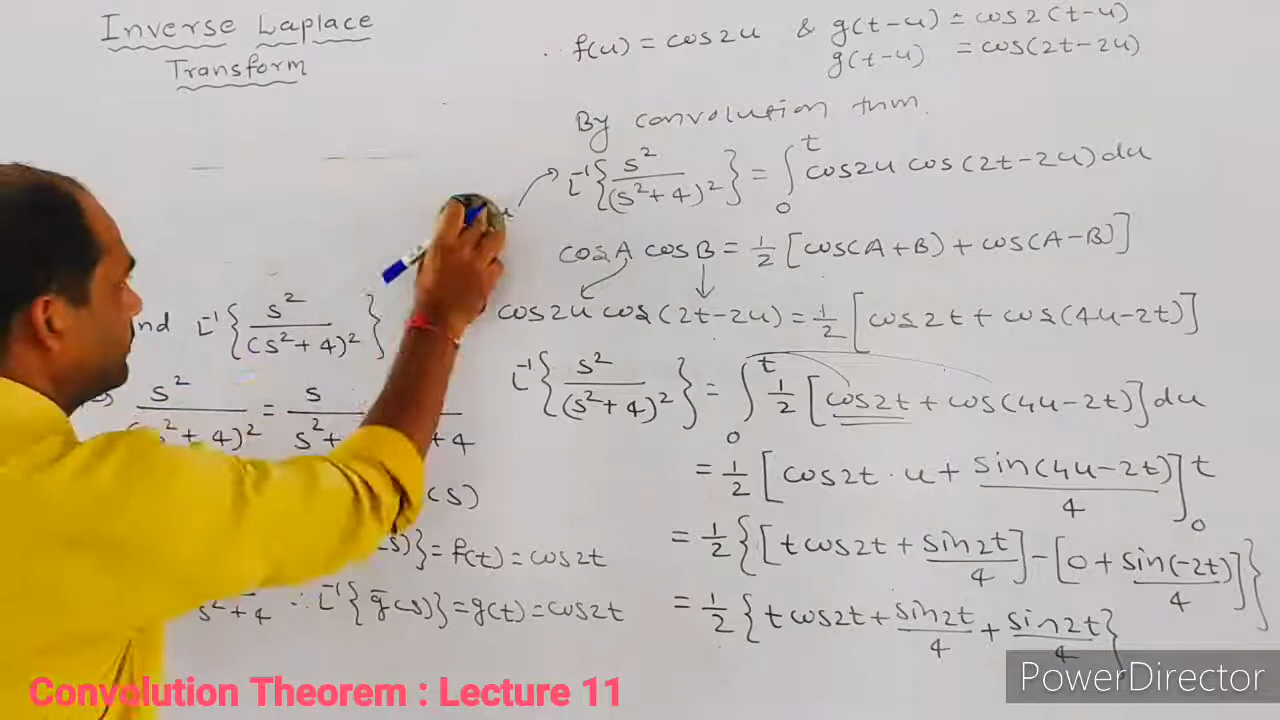 Inverse Laplace
Transform
nd L⁻¹{s²/(s²+4)²}
s²/(s²+4)² = s/s²+ +4
(s)
s)} = f(t) = cos2t
s²+4 ∴ L⁻¹{ḡ(s)} = g(t) = cos2t
∴ f(u) = cos2u & g(t-u) = cos2(t-u)
g(t-u) = cos(2t-2u)
By convolution thm.
L⁻¹{s²/(s²+4)²} = ∫₀ᵗ cos2u cos(2t-2u)du
cosA cosB = 1/2 [cos(A+B) + cos(A-B)]
cos2u cos(2t-2u) = 1/2 [cos2t + cos(4u-2t)]
L⁻¹{s²/(s²+4)²} = ∫₀ᵗ 1/2 [cos2t + cos(4u-2t)]du
= 1/2 [cos2t · u + sin(4u-2t)/4]₀ᵗ
= 1/2 {[tcos2t + sin2t/4] - [0 + sin(-2t)/4]}
= 1/2 {tcos2t + sin2t/4 + sin2t/4}
Convolution Theorem : Lecture 11
PowerDirector